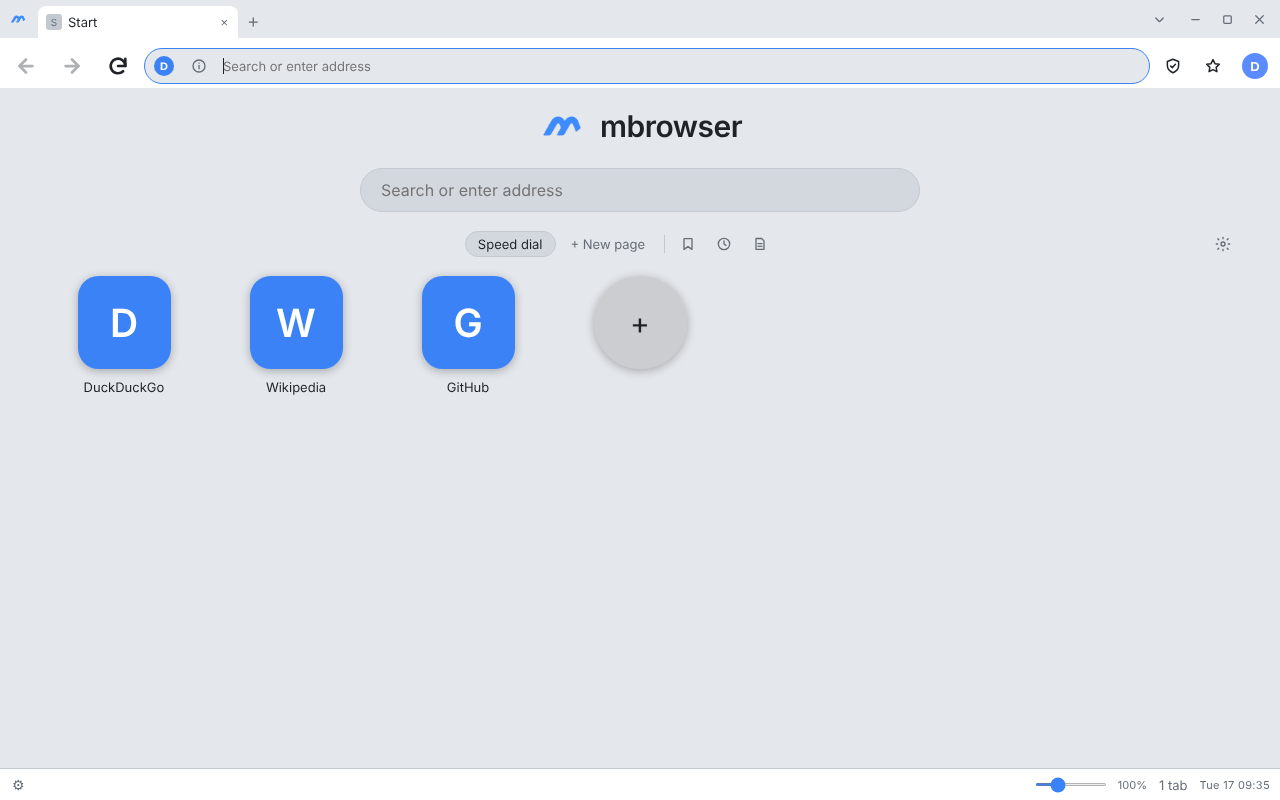 S Start
D Search or enter address D
mbrowser
Search or enter address
Speed dial + New page
D W G +
DuckDuckGo Wikipedia GitHub
100% 1 tab Tue 17 09:35